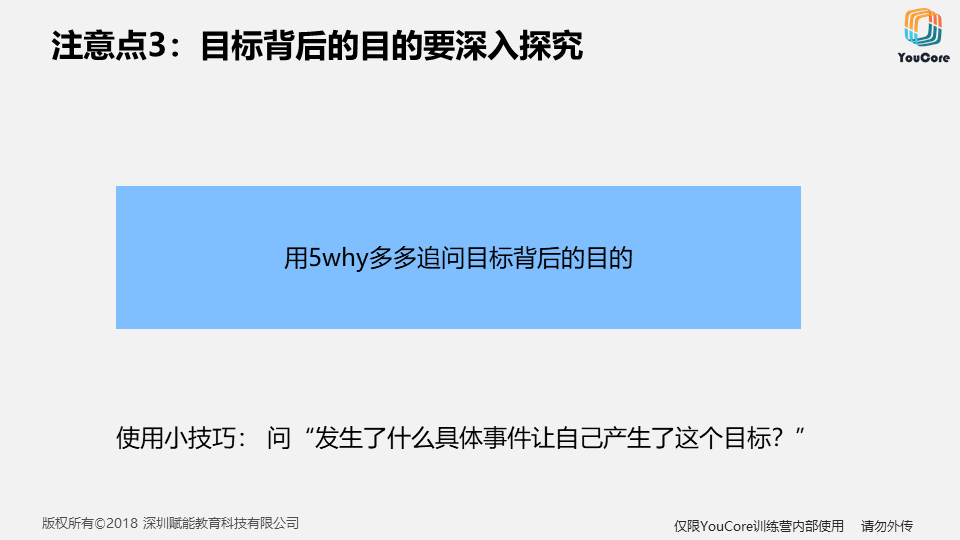 注意点3：目标背后的目的要深入探究
YouCore
用5why多多追问目标背后的目的
使用小技巧： 问“发生了什么具体事件让自己产生了这个目标？”
版权所有©2018 深圳赋能教育科技有限公司
仅限YouCore训练营内部使用 请勿外传